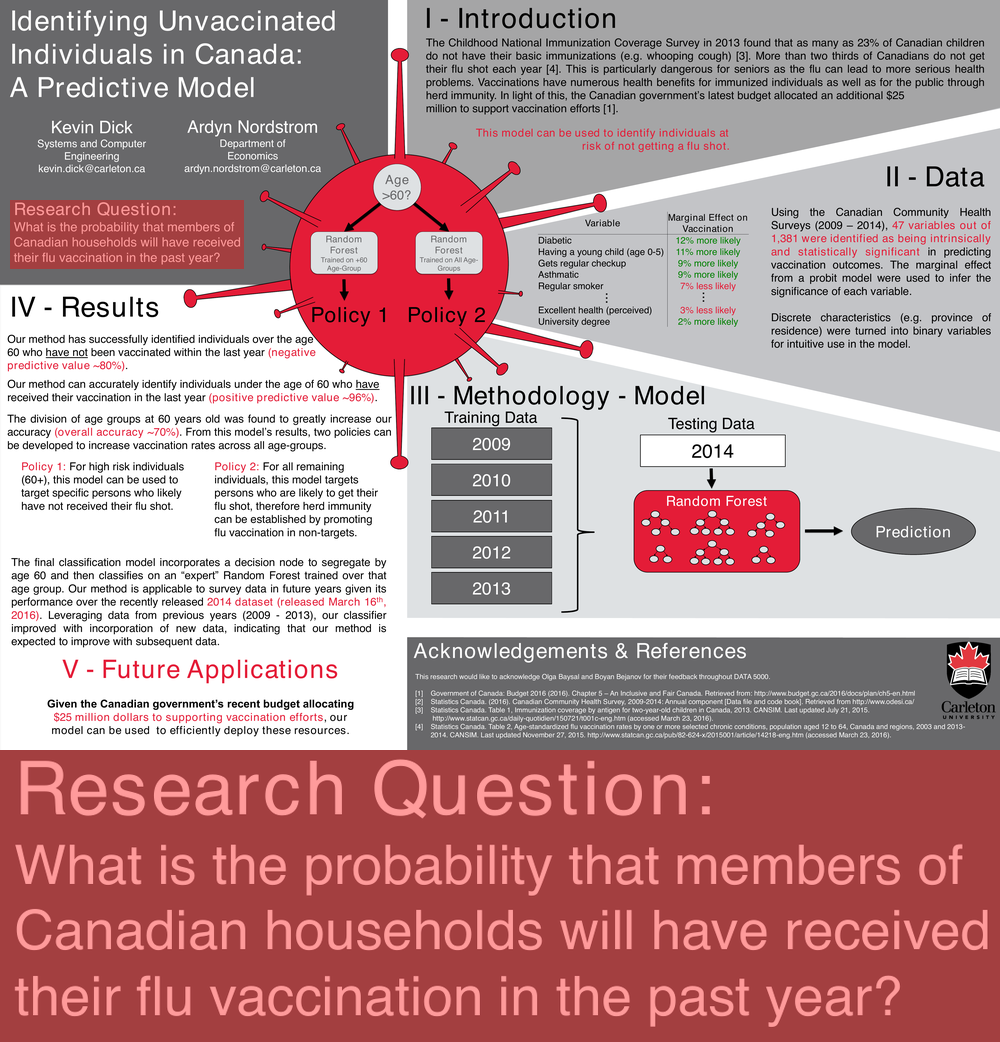 Identifying Unvaccinated
Individuals in Canada:
A Predictive Model
Kevin Dick
Systems and Computer
Engineering
kevin.dick@carleton.ca
Ardyn Nordstrom
Department of
Economics
ardyn.nordstrom@carleton.ca
Research Question:
What is the probability that members of
Canadian households will have received
their flu vaccination in the past year?
I - Introduction
The Childhood National Immunization Coverage Survey in 2013 found that as many as 23% of Canadian children
do not have their basic immunizations (e.g. whooping cough) [3]. More than two thirds of Canadians do not get
their flu shot each year [4]. This is particularly dangerous for seniors as the flu can lead to more serious health
problems. Vaccinations have numerous health benefits for immunized individuals as well as for the public through
herd immunity. In light of this, the Canadian government's latest budget allocated an additional $25
million to support vaccination efforts [1].
This model can be used to identify individuals at
risk of not getting a flu shot.
Age
>60?
Random
Forest
Trained on +60
Age-Group
Random
Forest
Trained on All Age-
Groups
Policy 1
Policy 2
II - Data
Variable
Marginal Effect on
Vaccination
Diabetic 12% more likely
Having a young child (age 0-5) 11% more likely
Gets regular checkup 9% more likely
Asthmatic 9% more likely
Regular smoker 7% less likely
⋮ ⋮
Excellent health (perceived) 3% less likely
University degree 2% more likely
Using the Canadian Community Health
Surveys (2009 – 2014), 47 variables out of
1,381 were identified as being intrinsically
and statistically significant in predicting
vaccination outcomes. The marginal effect
from a probit model were used to infer the
significance of each variable.
Discrete characteristics (e.g. province of
residence) were turned into binary variables
for intuitive use in the model.
III - Methodology - Model
Training Data
2009
2010
2011
2012
2013
Testing Data
2014
Random Forest
Prediction
IV - Results
Our method has successfully identified individuals over the age
60 who have not been vaccinated within the last year (negative
predictive value ~80%).
Our method can accurately identify individuals under the age of 60 who have
received their vaccination in the last year (positive predictive value ~96%).
The division of age groups at 60 years old was found to greatly increase our
accuracy (overall accuracy ~70%). From this model's results, two policies can
be developed to increase vaccination rates across all age-groups.
Policy 1: For high risk individuals
(60+), this model can be used to
target specific persons who likely
have not received their flu shot.
Policy 2: For all remaining
individuals, this model targets
persons who are likely to get their
flu shot, therefore herd immunity
can be established by promoting
flu vaccination in non-targets.
The final classification model incorporates a decision node to segregate by
age 60 and then classifies on an “expert” Random Forest trained over that
age group. Our method is applicable to survey data in future years given its
performance over the recently released 2014 dataset (released March 16th,
2016). Leveraging data from previous years (2009 - 2013), our classifier
improved with incorporation of new data, indicating that our method is
expected to improve with subsequent data.
V - Future Applications
Given the Canadian government's recent budget allocating
$25 million dollars to supporting vaccination efforts, our
model can be used to efficiently deploy these resources.
Acknowledgements & References
This research would like to acknowledge Olga Baysal and Boyan Bejanov for their feedback throughout DATA 5000.
[1] Government of Canada: Budget 2016 (2016). Chapter 5 – An Inclusive and Fair Canada. Retrieved from: http://www.budget.gc.ca/2016/docs/plan/ch5-en.html
[2] Statistics Canada. (2016). Canadian Community Health Survey, 2009-2014: Annual component [Data file and code book]. Retrieved from http://www.odesi.ca/
[3] Statistics Canada. Table 1, Immunization coverage by antigen for two-year-old children in Canada, 2013. CANSIM. Last updated July 21, 2015.
http://www.statcan.gc.ca/daily-quotidien/150721/t001c-eng.htm (accessed March 23, 2016).
[4] Statistics Canada. Table 2, Age-standardized flu vaccination rates by one or more selected chronic conditions, population aged 12 to 64, Canada and regions, 2003 and 2013-
2014. CANSIM. Last updated November 27, 2015. http://www.statcan.gc.ca/pub/82-624-x/2015001/article/14218-eng.htm (accessed March 23, 2016).
Carleton
UNIVERSITY
Research Question:
What is the probability that members of
Canadian households will have received
their flu vaccination in the past year?